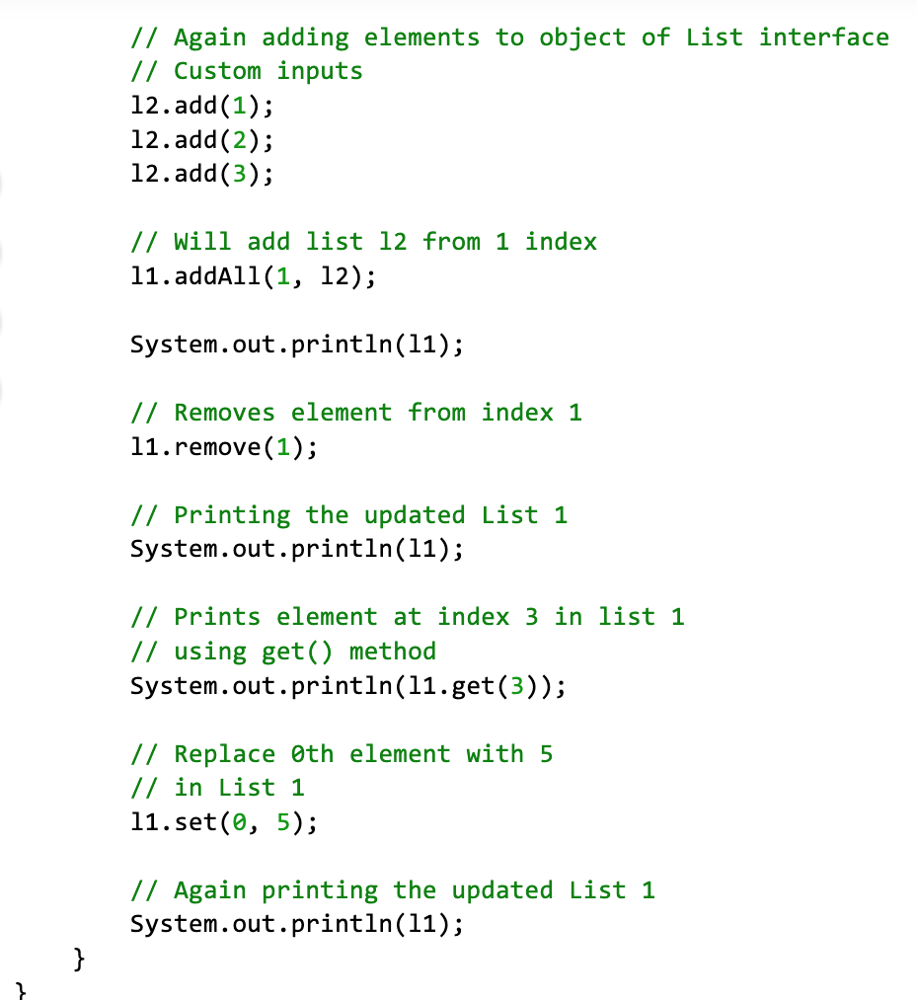 // Again adding elements to object of List interface
// Custom inputs
l2.add(1);
l2.add(2);
l2.add(3);
// Will add list l2 from 1 index
l1.addAll(1, l2);
System.out.println(l1);
// Removes element from index 1
l1.remove(1);
// Printing the updated List 1
System.out.println(l1);
// Prints element at index 3 in list 1
// using get() method
System.out.println(l1.get(3));
// Replace 0th element with 5
// in List 1
l1.set(0, 5);
// Again printing the updated List 1
System.out.println(l1);
}
}